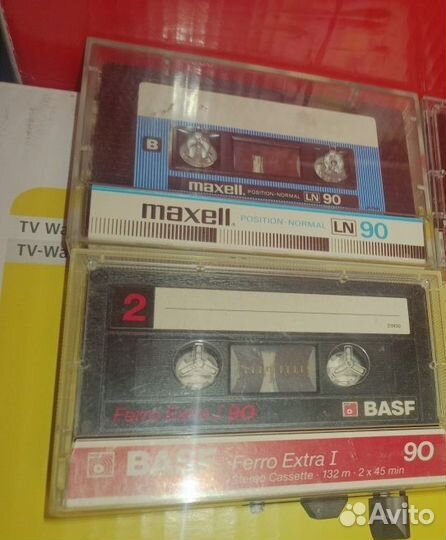 B
maxell POSITION-NORMAL LN 90
maxell POSITION-NORMAL LN 90
TV Wa
TV-Wa
2
Ferro Extra I 90
BASF
BASF Ferro Extra I 90
Stereo Cassette · 132 m · 2 x 45 min
Avito